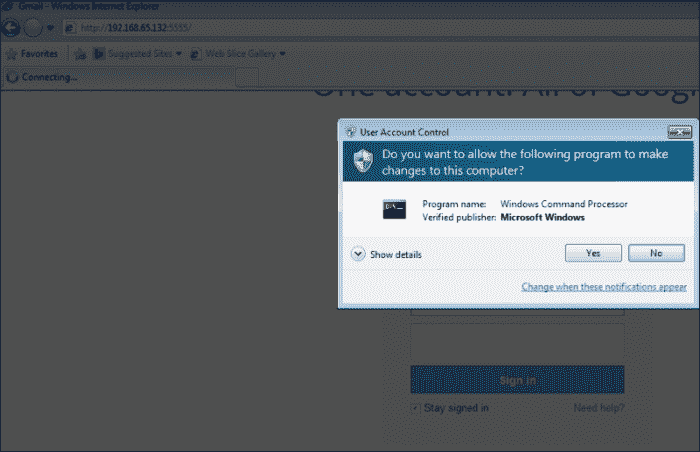 Gmail - Windows Internet Explorer
http://192.168.65.132:5555/
Favorites Suggested Sites Web Slice Gallery
Connecting...
One account. All of Googl
User Account Control
Do you want to allow the following program to make
changes to this computer?
Program name: Windows Command Processor
Verified publisher: Microsoft Windows
Show details Yes No
Change when these notifications appear
Sign in
Stay signed in Need help?